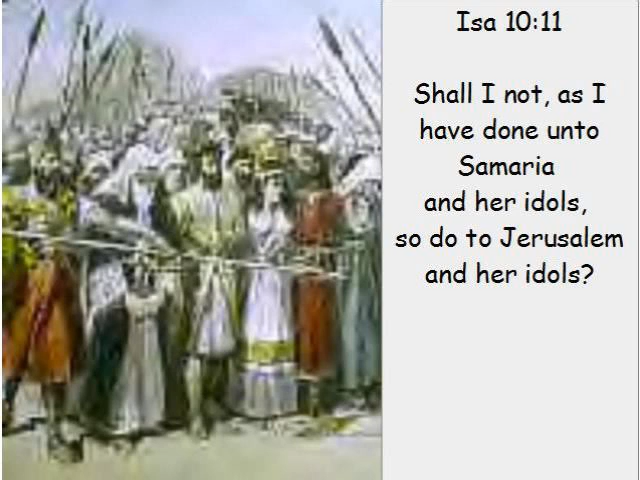 Isa 10:11
Shall I not, as I
have done unto
Samaria
and her idols,
so do to Jerusalem
and her idols?